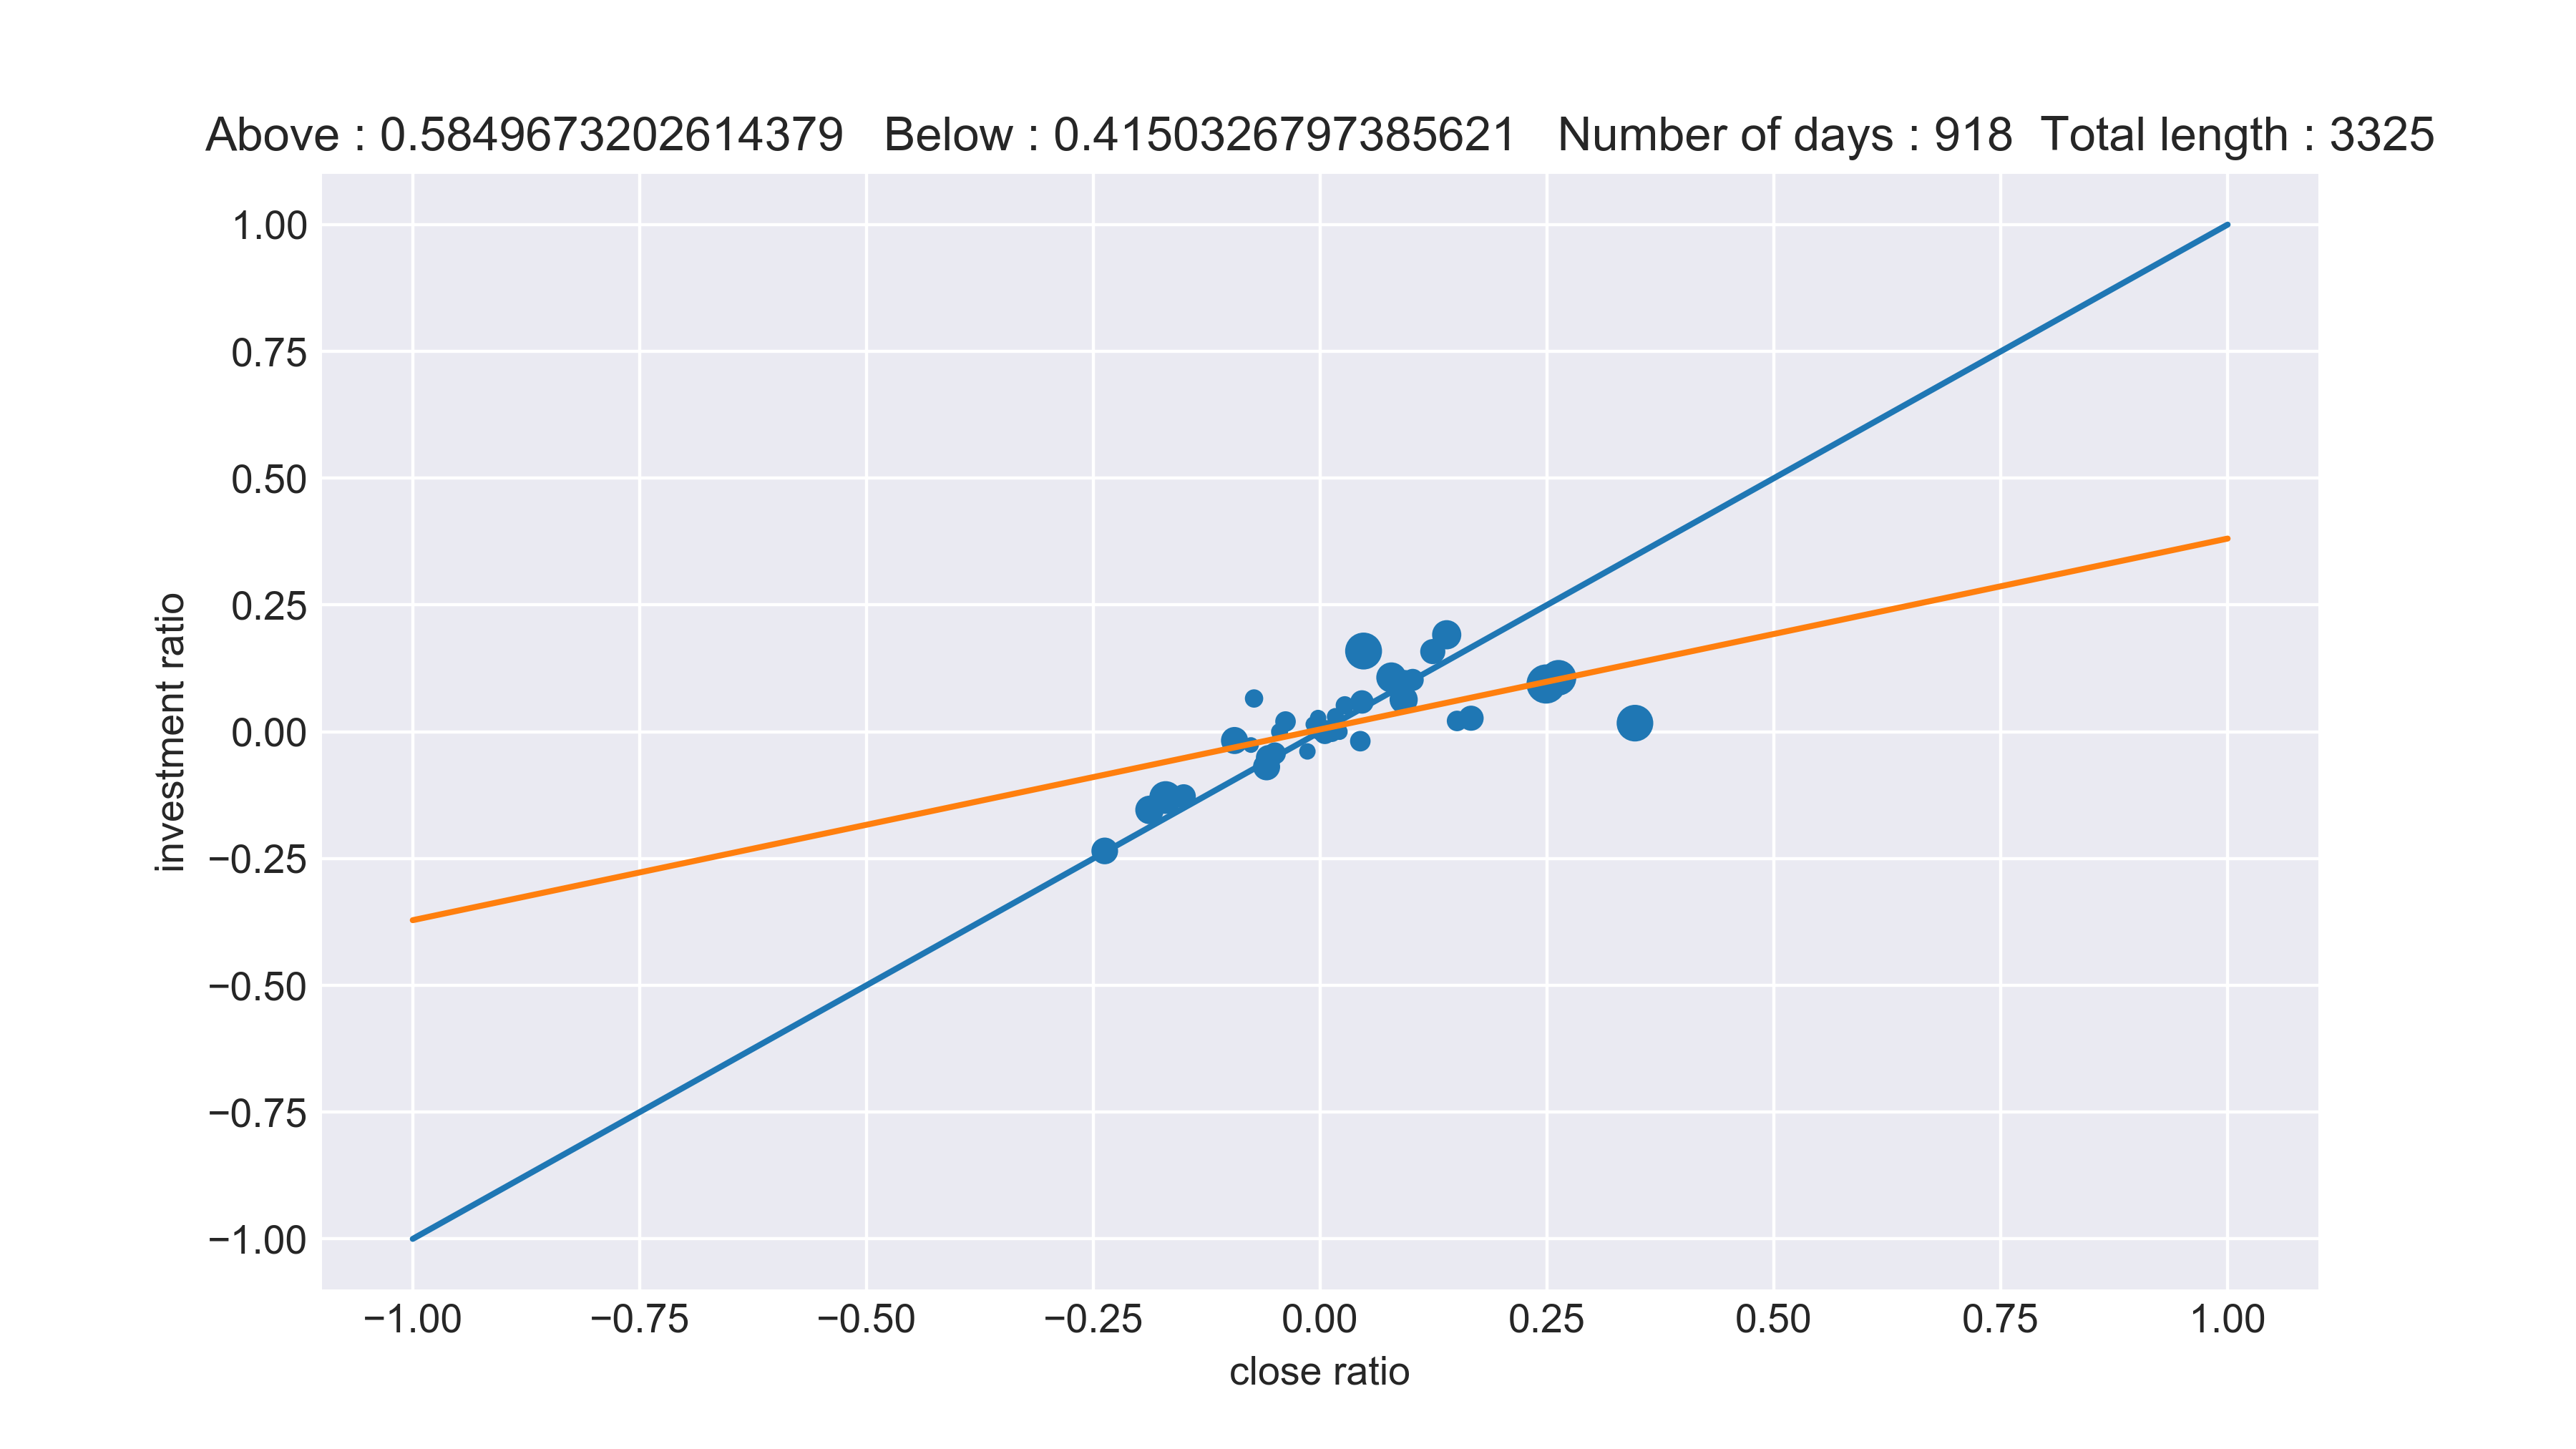 Above : 0.5849673202614379   Below : 0.4150326797385621   Number of days : 918  Total length : 3325
1.00
0.75
0.50
0.25
0.00
−0.25
−0.50
−0.75
−1.00
investment ratio
−1.00 −0.75 −0.50 −0.25 0.00 0.25 0.50 0.75 1.00
close ratio